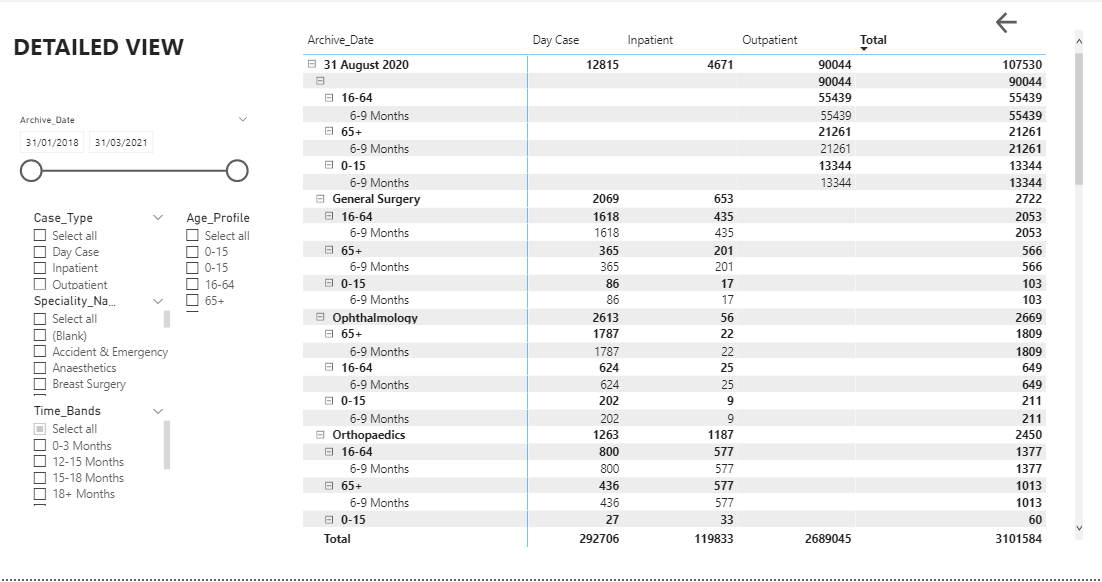 DETAILED VIEW
Archive_Date
31/01/2018 31/03/2021
Case_Type
Select all
Day Case
Inpatient
Outpatient
Age_Profile
Select all
0-15
0-15
16-64
65+
Speciality_Na...
Select all
(Blank)
Accident & Emergency
Anaesthetics
Breast Surgery
Time_Bands
Select all
0-3 Months
12-15 Months
15-18 Months
18+ Months
Archive_Date Day Case Inpatient Outpatient Total
31 August 2020 12815 4671 90044 107530
90044 90044
16-64 55439 55439
6-9 Months 55439 55439
65+ 21261 21261
6-9 Months 21261 21261
0-15 13344 13344
6-9 Months 13344 13344
General Surgery 2069 653 2722
16-64 1618 435 2053
6-9 Months 1618 435 2053
65+ 365 201 566
6-9 Months 365 201 566
0-15 86 17 103
6-9 Months 86 17 103
Ophthalmology 2613 56 2669
65+ 1787 22 1809
6-9 Months 1787 22 1809
16-64 624 25 649
6-9 Months 624 25 649
0-15 202 9 211
6-9 Months 202 9 211
Orthopaedics 1263 1187 2450
16-64 800 577 1377
6-9 Months 800 577 1377
65+ 436 577 1013
6-9 Months 436 577 1013
0-15 27 33 60
Total 292706 119833 2689045 3101584